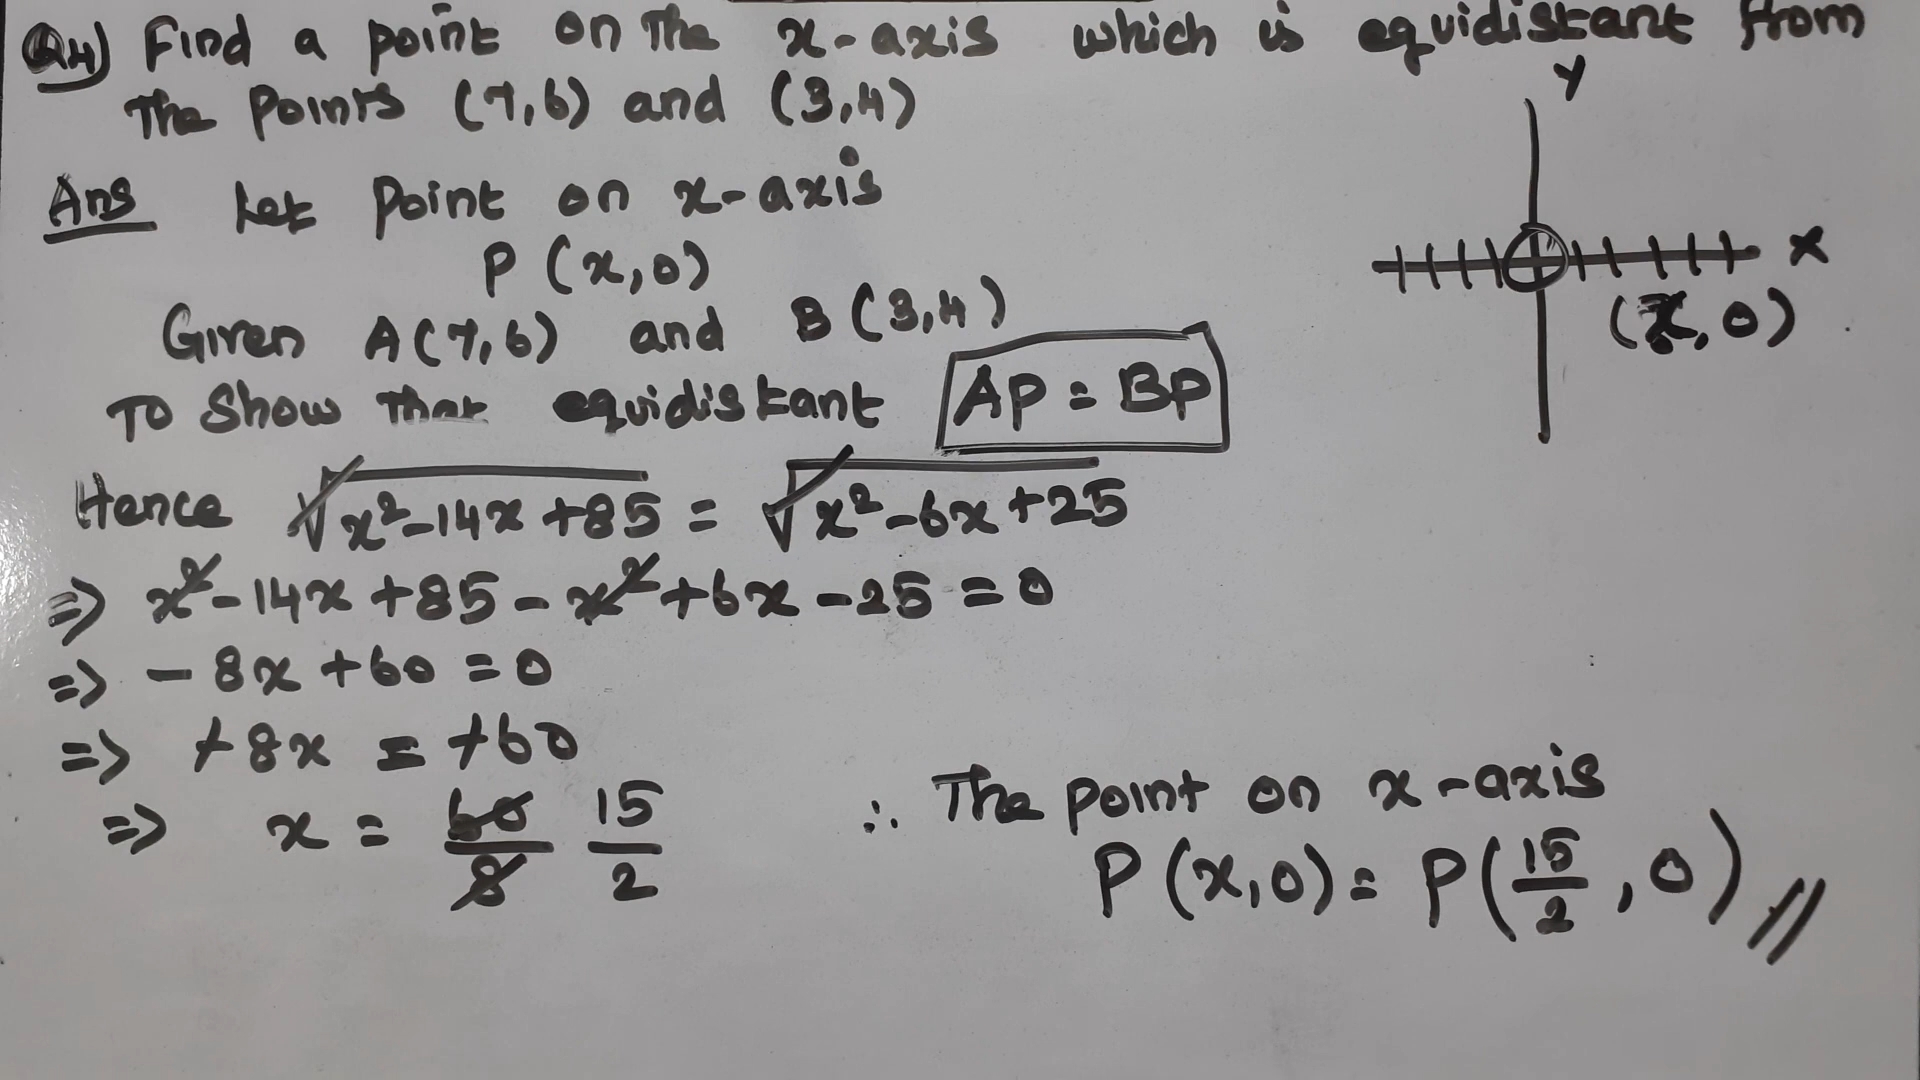 Q4) Find a point on the x-axis which is equidistant from
the points (7,6) and (3,4)
Y
X
(x,0)
Ans Let point on x-axis
P (x,0)
Given A(7,6) and B(3,4)
To Show that equidistant AP = BP
Hence √x²-14x+85 = √x²-6x+25
=> x²-14x+85-x²+6x-25=0
=> -8x+60=0
=> +8x = +60
=> x = 60/8 15/2
∴ The point on x-axis
P(x,0)= P(15/2,0)//